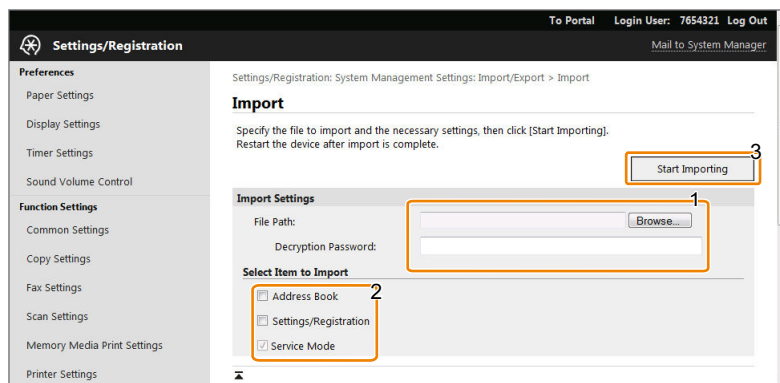 To Portal Login User: 7654321 Log Out
Settings/Registration Mail to System Manager
Preferences
Paper Settings
Display Settings
Timer Settings
Sound Volume Control
Function Settings
Common Settings
Copy Settings
Fax Settings
Scan Settings
Memory Media Print Settings
Printer Settings
Settings/Registration: System Management Settings: Import/Export > Import
Import
Specify the file to import and the necessary settings, then click [Start Importing].
Restart the device after import is complete.
3
Start Importing
Import Settings
1
File Path: Browse...
Decryption Password:
Select Item to Import
2
Address Book
Settings/Registration
Service Mode